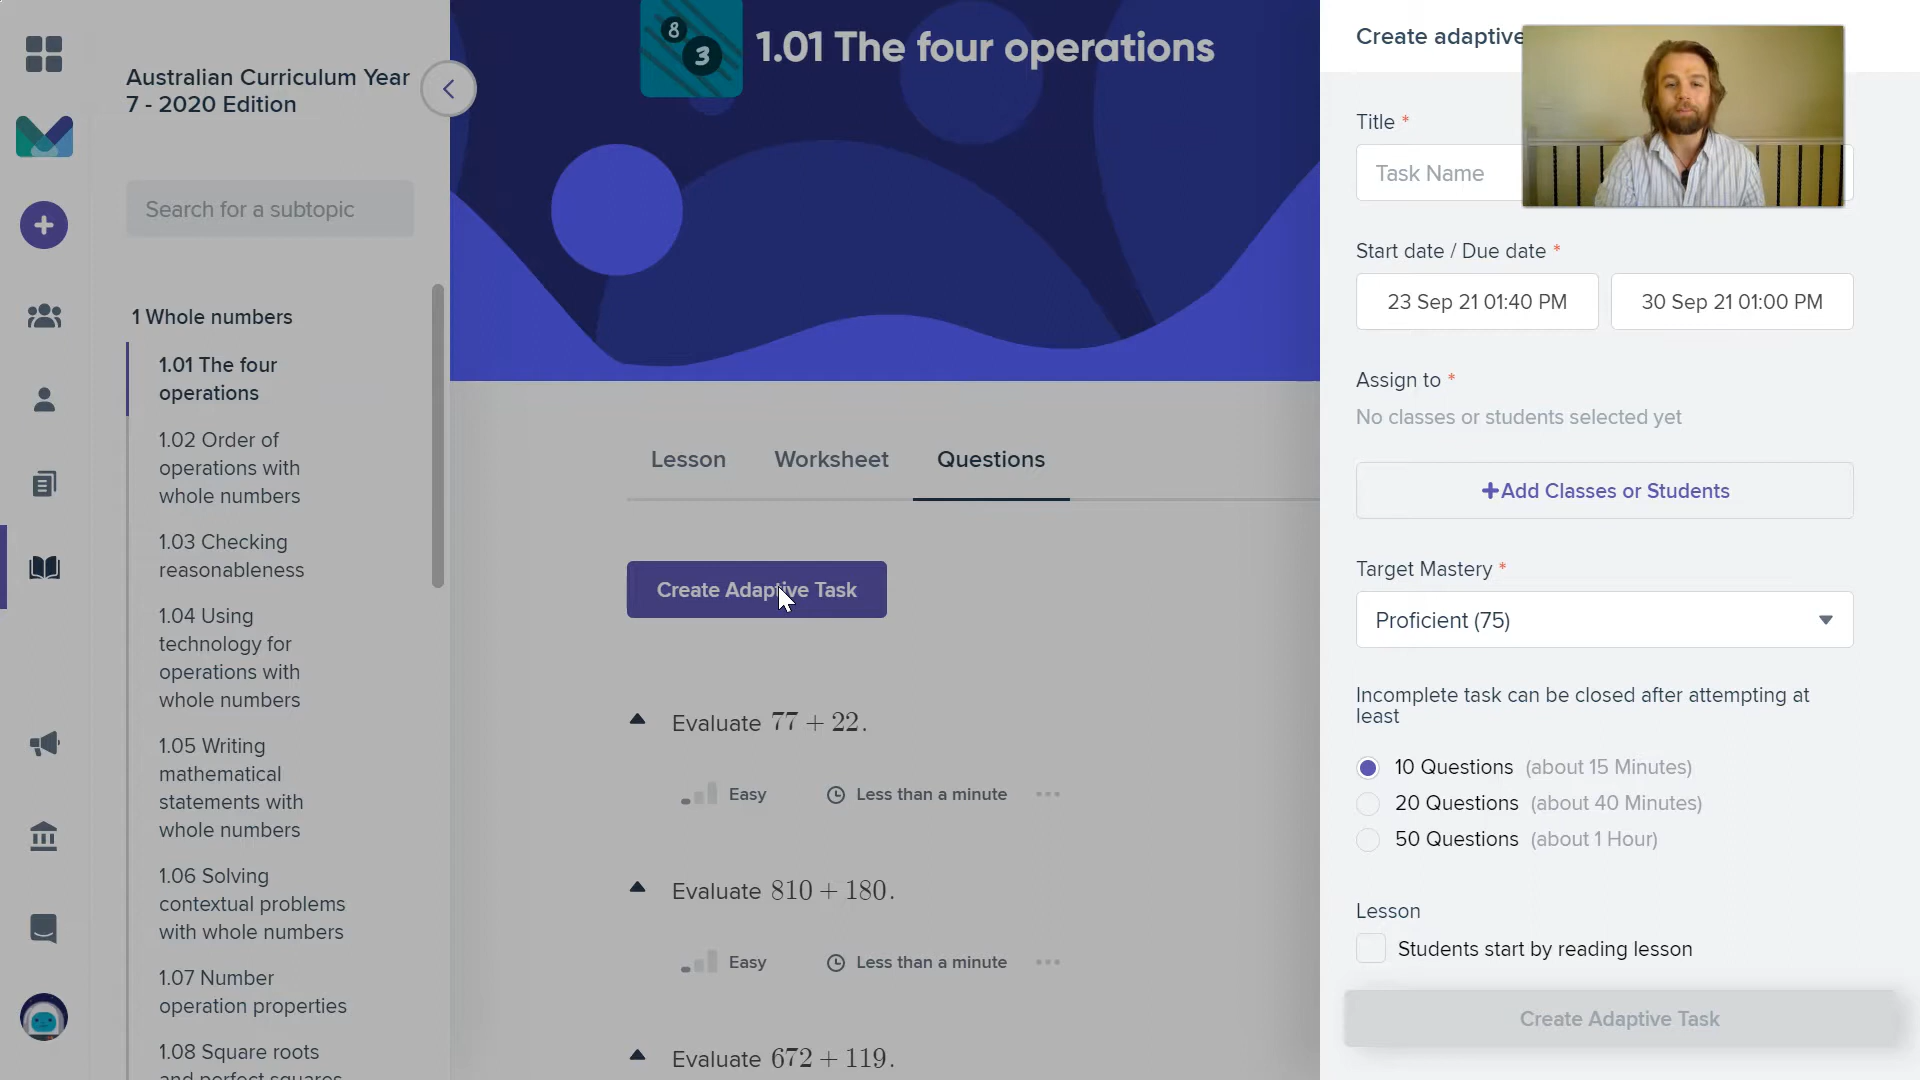 Australian Curriculum Year
7 - 2020 Edition
Search for a subtopic
1 Whole numbers
1.01 The four
operations
1.02 Order of
operations with
whole numbers
1.03 Checking
reasonableness
1.04 Using
technology for
operations with
whole numbers
1.05 Writing
mathematical
statements with
whole numbers
1.06 Solving
contextual problems
with whole numbers
1.07 Number
operation properties
1.08 Square roots
and perfect squares
8
3
1.01 The four operations
Lesson Worksheet Questions
Create Adaptive Task
Evaluate 77 + 22.
Easy Less than a minute
Evaluate 810 + 180.
Easy Less than a minute
Evaluate 672 + 119.
Create adaptive
Title *
Task Name
Start date / Due date *
23 Sep 21 01:40 PM 30 Sep 21 01:00 PM
Assign to *
No classes or students selected yet
+Add Classes or Students
Target Mastery *
Proficient (75)
Incomplete task can be closed after attempting at
least
10 Questions (about 15 Minutes)
20 Questions (about 40 Minutes)
50 Questions (about 1 Hour)
Lesson
Students start by reading lesson
Create Adaptive Task